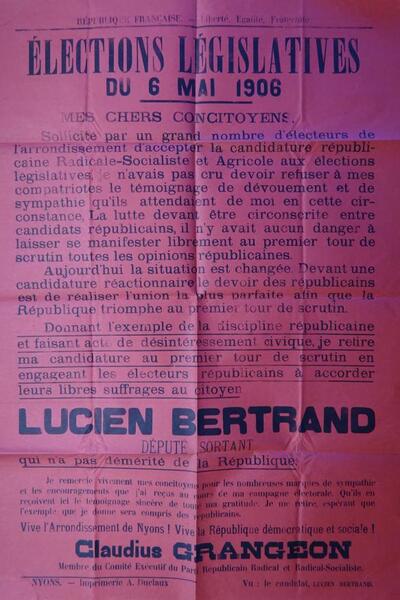 RÉPUBLIQUE FRANÇAISE. — Liberté, Égalité, Fraternité
ÉLECTIONS LÉGISLATIVES
DU 6 MAI 1906
MES CHERS CONCITOYENS,
Sollicité par un grand nombre d'électeurs de
l'arrondissement d'accepter la candidature républi-
caine Radicale-Socialiste et Agricole aux élections
législatives, je n'avais pas cru devoir refuser à mes
compatriotes le témoignage de dévouement et de
sympathie qu'ils attendaient de moi en cette cir-
constance. La lutte devant être circonscrite entre
candidats républicains, il n'y avait aucun danger à
laisser se manifester librement au premier tour de
scrutin toutes les opinions républicaines.
Aujourd'hui la situation est changée. Devant une
candidature réactionnaire le devoir des républicains
est de réaliser l'union la plus parfaite afin que la
République triomphe au premier tour de scrutin.
Donnant l'exemple de la discipline républicaine
et faisant acte de désintéressement civique, je retire
ma candidature au premier tour de scrutin en
engageant les électeurs républicains à accorder
leurs libres suffrages au citoyen
LUCIEN BERTRAND
DÉPUTÉ SORTANT
qui n'a pas démérité de la République.
Je remercie vivement mes concitoyens pour les nombreuses marques de sympathie
et les encouragements que j'ai reçus au cours de ma campagne électorale. Qu'ils en
reçoivent ici le témoignage sincère de toute ma gratitude. Je me retire, espérant que
l'exemple que je donne sera compris des républicains.
Vive l'Arrondissement de Nyons ! Vive la République démocratique et sociale !
Claudius GRANGEON
Membre du Comité Exécutif du Parti Républicain Radical et Radical-Socialiste.
NYONS. — Imprimerie A. Duclaux
Vu : le candidat, LUCIEN BERTRAND.